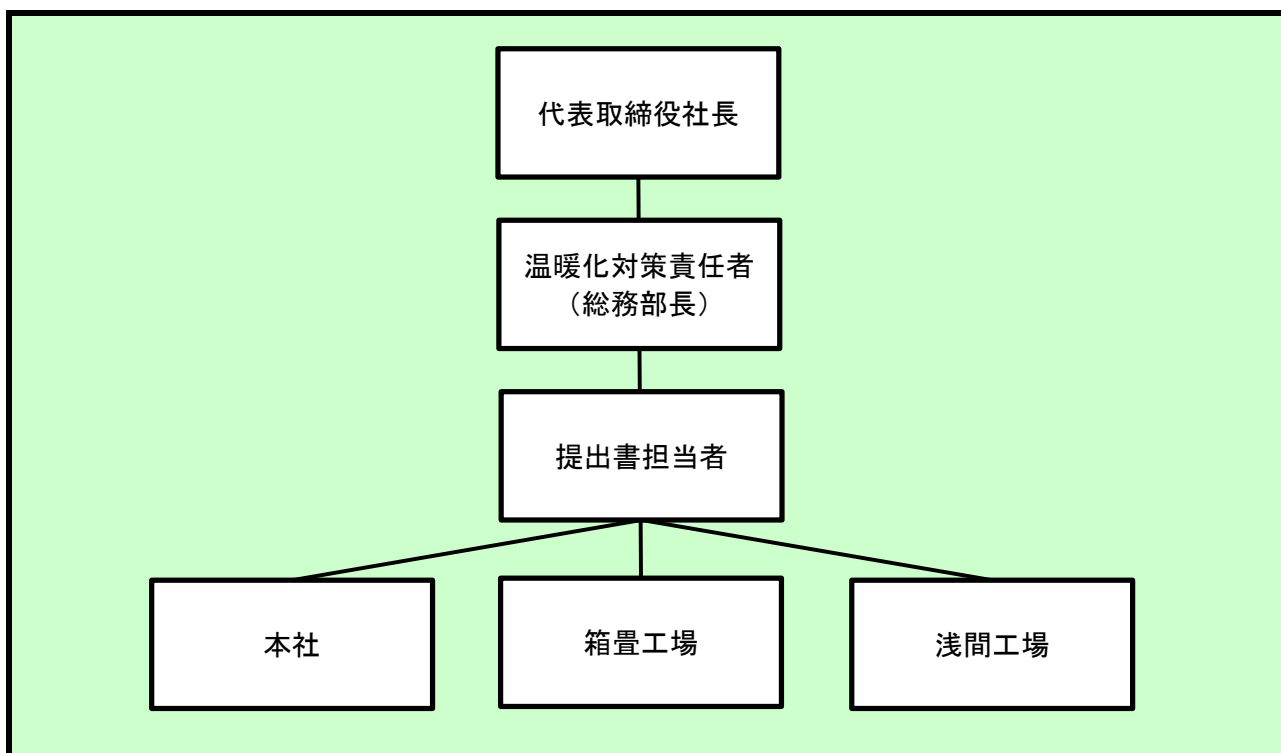 代表取締役社長
温暖化対策責任者
（総務部長）
提出書担当者
本社
箱畳工場
浅間工場